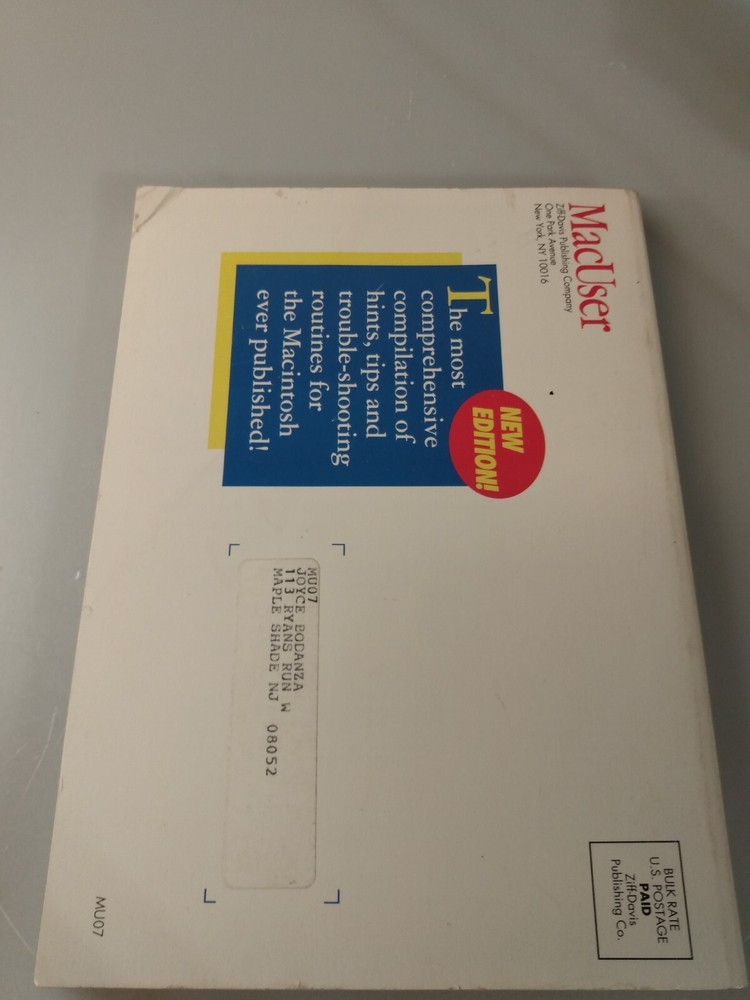 MacUser
Ziff-Davis Publishing Company
One Park Avenue
New York, NY 10016
The most
comprehensive
compilation of
hints, tips and
trouble-shooting
routines for
the Macintosh
ever published!
NEW
EDITION!
BULK RATE
U.S. POSTAGE
PAID
Ziff-Davis
Publishing Co.
MU07
JOYCE BODANZA
113 RYANS RUN W
MAPLE SHADE NJ 08052
MU07